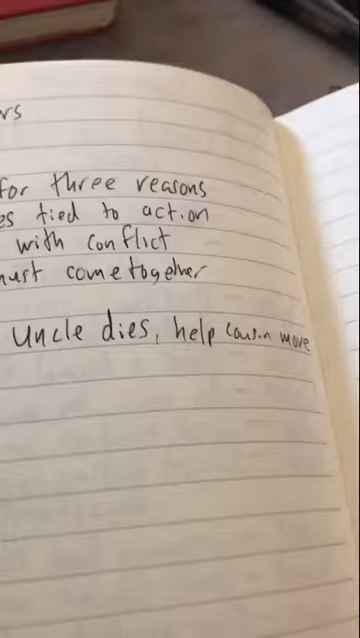 rs
for three reasons
es tied to action
with conflict
must come together
Uncle dies, help cousin move